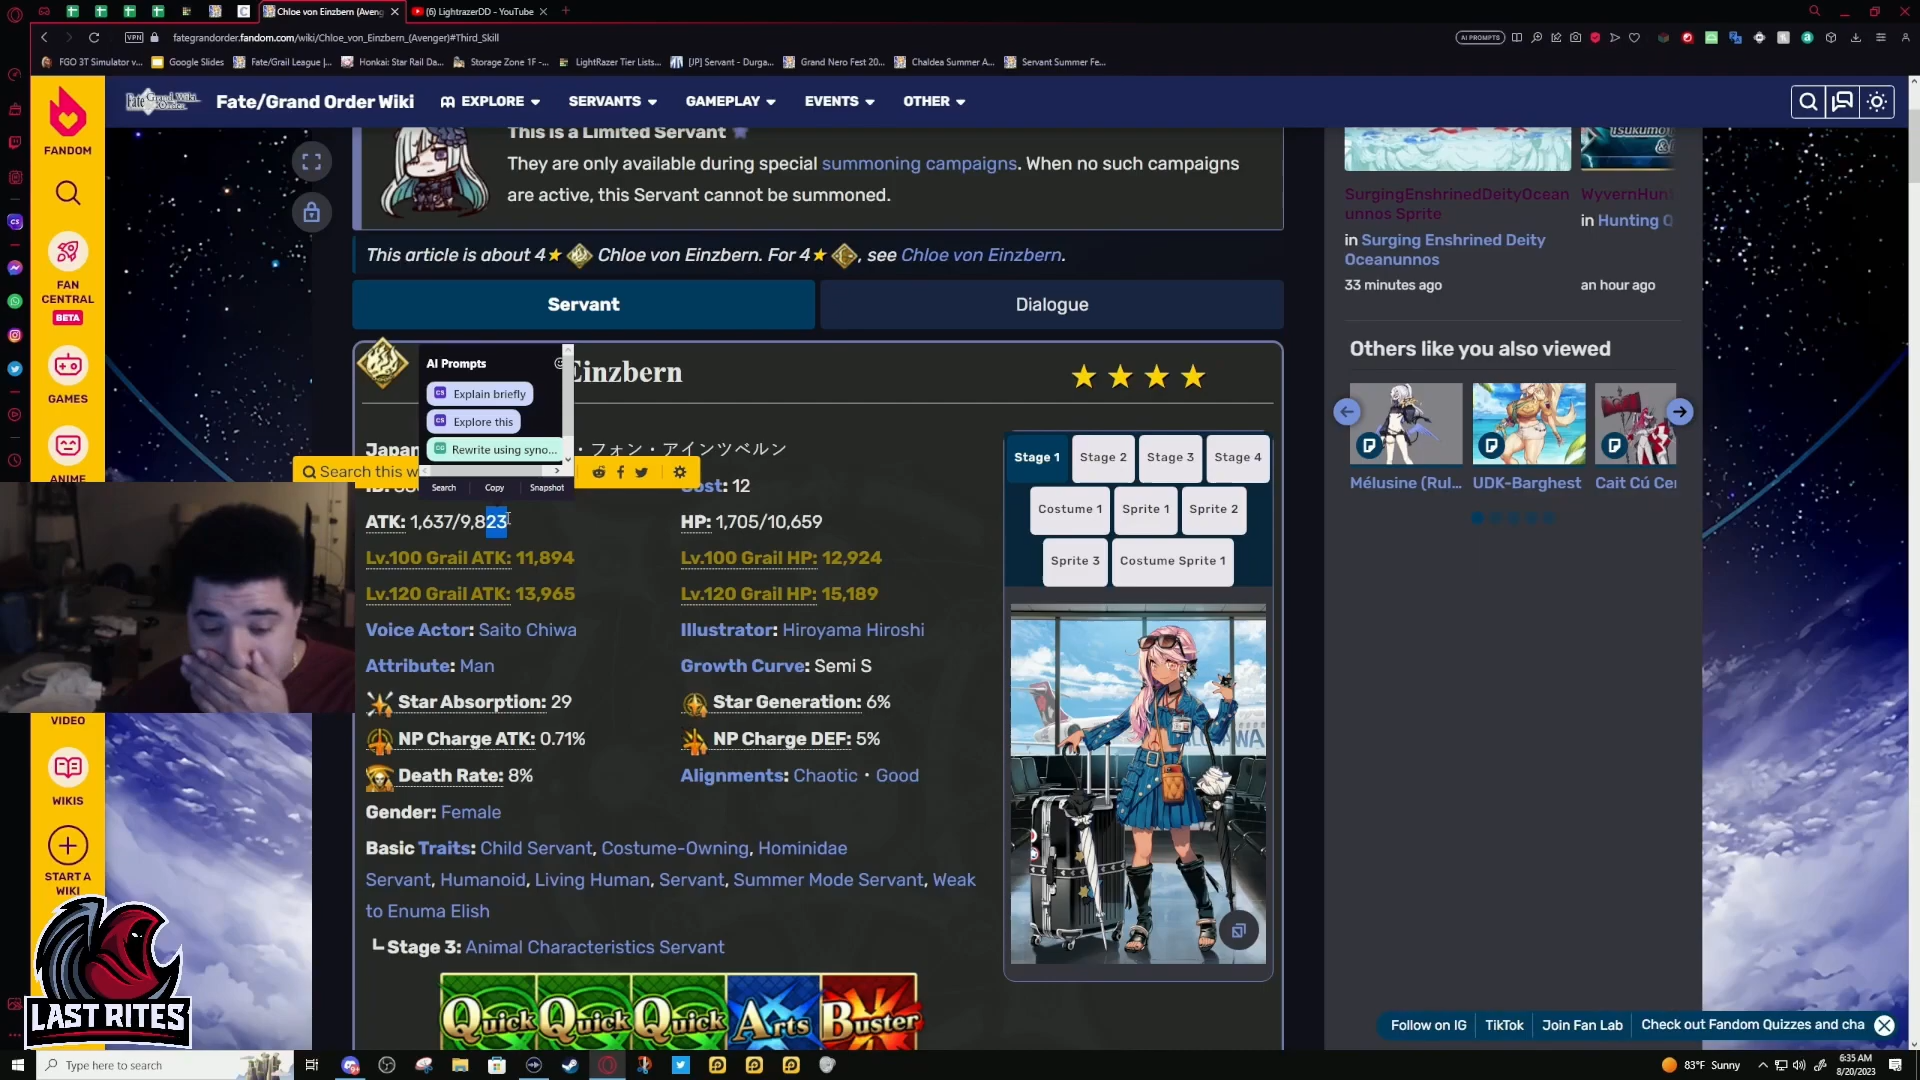 Chloe von Einzbern (Aveng
(6) LightrazerDD - YouTube
VPN
fategrandorder.fandom.com/wiki/Chloe_von_Einzbern_(Avenger)#Third_Skill
AI PROMPTS
FGO 3T Simulator v...
Google Slides
Fate/Grail League |...
Honkai: Star Rail Da...
Storage Zone 1F -...
LightRazer Tier Lists...
[JP] Servant - Durga...
Grand Nero Fest 20...
Chaldea Summer A...
Servant Summer Fe...
Fate/Grand Order Wiki
EXPLORE
SERVANTS
GAMEPLAY
EVENTS
OTHER
FANDOM
FAN
CENTRAL
BETA
GAMES
ANIME
VIDEO
WIKIS
START A
WIKI
This is a Limited Servant
They are only available during special summoning campaigns. When no such campaigns
are active, this Servant cannot be summoned.
This article is about 4★ Chloe von Einzbern. For 4★ , see Chloe von Einzbern.
Servant
Dialogue
Einzbern
AI Prompts
Explain briefly
Explore this
Rewrite using syno...
Search
Copy
Snapshot
Search this w
Japan
・フォン・アインツベルン
ID:
Cost: 12
ATK: 1,637/9,823
HP: 1,705/10,659
Lv.100 Grail ATK: 11,894
Lv.100 Grail HP: 12,924
Lv.120 Grail ATK: 13,965
Lv.120 Grail HP: 15,189
Voice Actor: Saito Chiwa
Illustrator: Hiroyama Hiroshi
Attribute: Man
Growth Curve: Semi S
Star Absorption: 29
Star Generation: 6%
NP Charge ATK: 0.71%
NP Charge DEF: 5%
Death Rate: 8%
Alignments: Chaotic・Good
Gender: Female
Basic Traits: Child Servant, Costume-Owning, Hominidae
Servant, Humanoid, Living Human, Servant, Summer Mode Servant, Weak
to Enuma Elish
Stage 3: Animal Characteristics Servant
Quick
Quick
Quick
Arts
Buster
Stage 1
Stage 2
Stage 3
Stage 4
Costume 1
Sprite 1
Sprite 2
Sprite 3
Costume Sprite 1
SurgingEnshrinedDeityOcean
unnos Sprite
in Surging Enshrined Deity
Oceanunnos
33 minutes ago
WyvernHun
in Hunting Q
an hour ago
Others like you also viewed
Mélusine (Rul...
UDK-Barghest
Cait Cú Cer
LAST RITES
Follow on IG
TikTok
Join Fan Lab
Check out Fandom Quizzes and cha
Type here to search
83°F Sunny
6:35 AM
8/20/2023